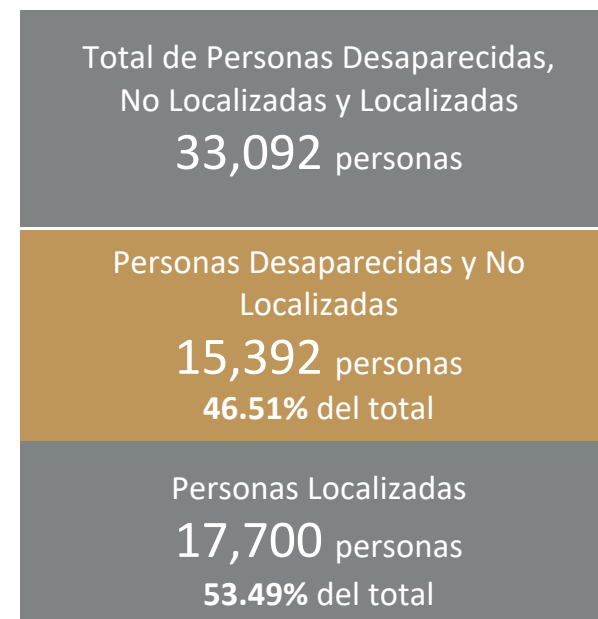 Total de Personas Desaparecidas,
No Localizadas y Localizadas
33,092 personas
Personas Desaparecidas y No
Localizadas
15,392 personas
46.51% del total
Personas Localizadas
17,700 personas
53.49% del total